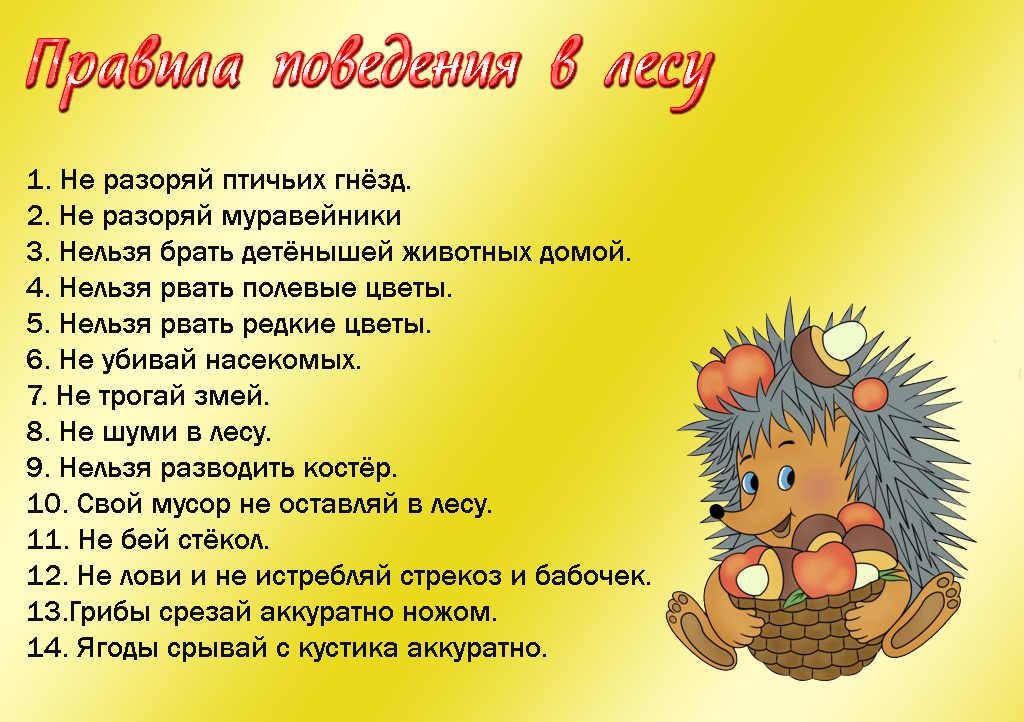 Правила поведения в лесу
1. Не разоряй птичьих гнёзд.
2. Не разоряй муравейники
3. Нельзя брать детёнышей животных домой.
4. Нельзя рвать полевые цветы.
5. Нельзя рвать редкие цветы.
6. Не убивай насекомых.
7. Не трогай змей.
8. Не шуми в лесу.
9. Нельзя разводить костёр.
10. Свой мусор не оставляй в лесу.
11. Не бей стёкол.
12. Не лови и не истребляй стрекоз и бабочек.
13.Грибы срезай аккуратно ножом.
14. Ягоды срывай с кустика аккуратно.